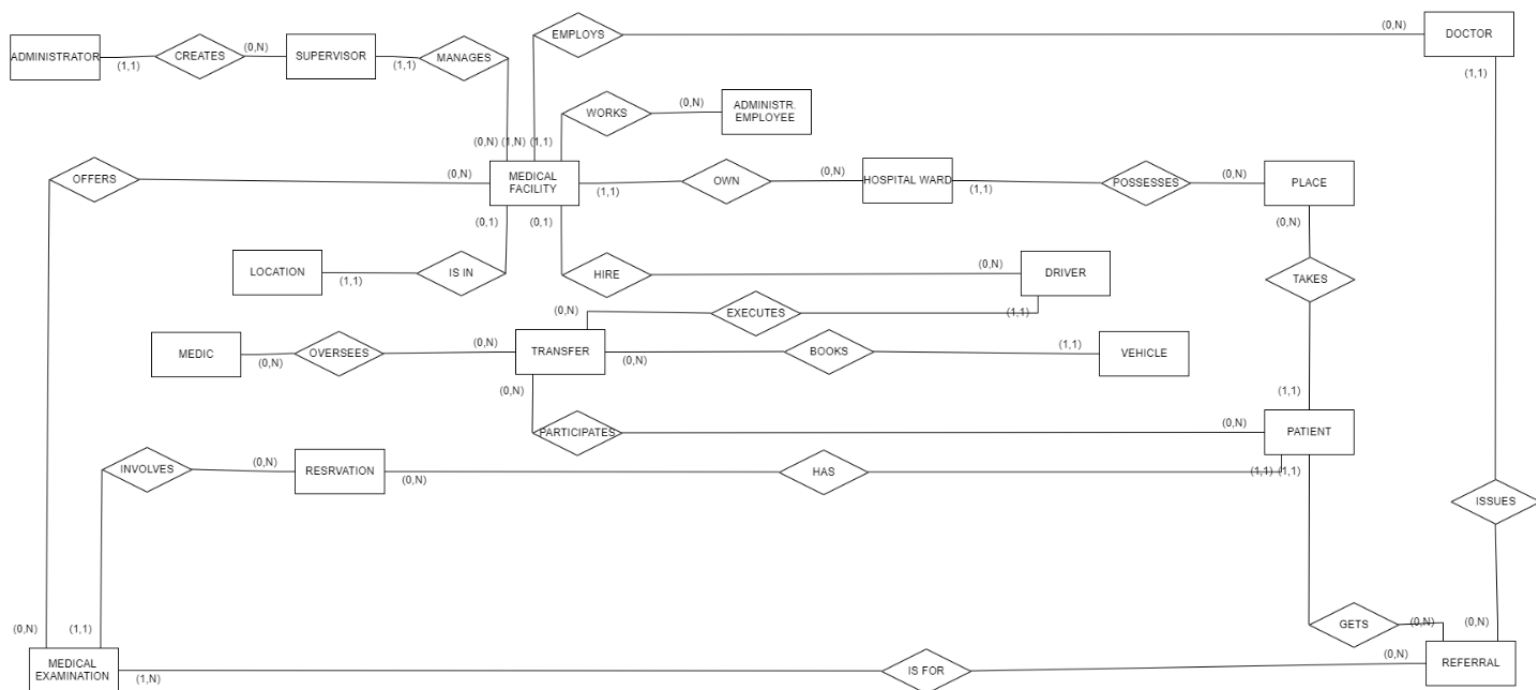 EMPLOYS
(0,N)
DOCTOR
ADMINISTRATOR
(1,1)
CREATES
(0,N)
SUPERVISOR
(1,1)
MANAGES
(1,1)
WORKS
(0,N)
ADMINISTR.
EMPLOYEE
(0,N)
(1,N)
(1,1)
OFFERS
(0,N)
MEDICAL
FACILITY
(1,1)
OWN
(0,N)
HOSPITAL WARD
(1,1)
POSSESSES
(0,N)
PLACE
(0,1)
(0,1)
(0,N)
LOCATION
(1,1)
IS IN
HIRE
(0,N)
DRIVER
TAKES
(0,N)
EXECUTES
(1,1)
MEDIC
(0,N)
OVERSEES
(0,N)
TRANSFER
(0,N)
BOOKS
(1,1)
VEHICLE
(0,N)
(1,1)
PARTICIPATES
(0,N)
PATIENT
INVOLVES
(0,N)
RESRVATION
(0,N)
HAS
(1,1)
(1,1)
ISSUES
(0,N)
(1,1)
GETS
(0,N)
(0,N)
MEDICAL
EXAMINATION
(1,N)
IS FOR
(0,N)
REFERRAL